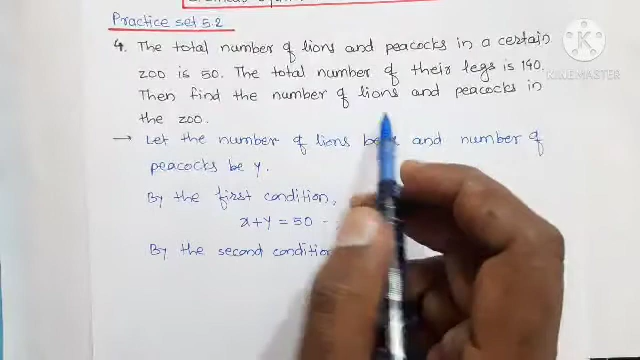 Practice set 5.2
4. The total number of lions and peacocks in a certain
zoo is 50. The total number of their legs is 140.
Then find the number of lions and peacocks in
the zoo.
→ Let the number of lions be and number of
peacocks be y.
By the first condition,
x+y = 50 -
By the second condition
KINEMASTER